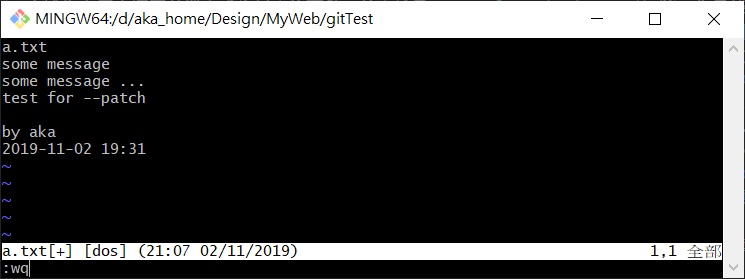 MINGW64:/d/aka_home/Design/MyWeb/gitTest
a.txt
some message
some message ...
test for --patch

by aka
2019-11-02 19:31
~
~
~
~
~
a.txt[+] [dos] (21:07 02/11/2019) 1,1 全部
:wq